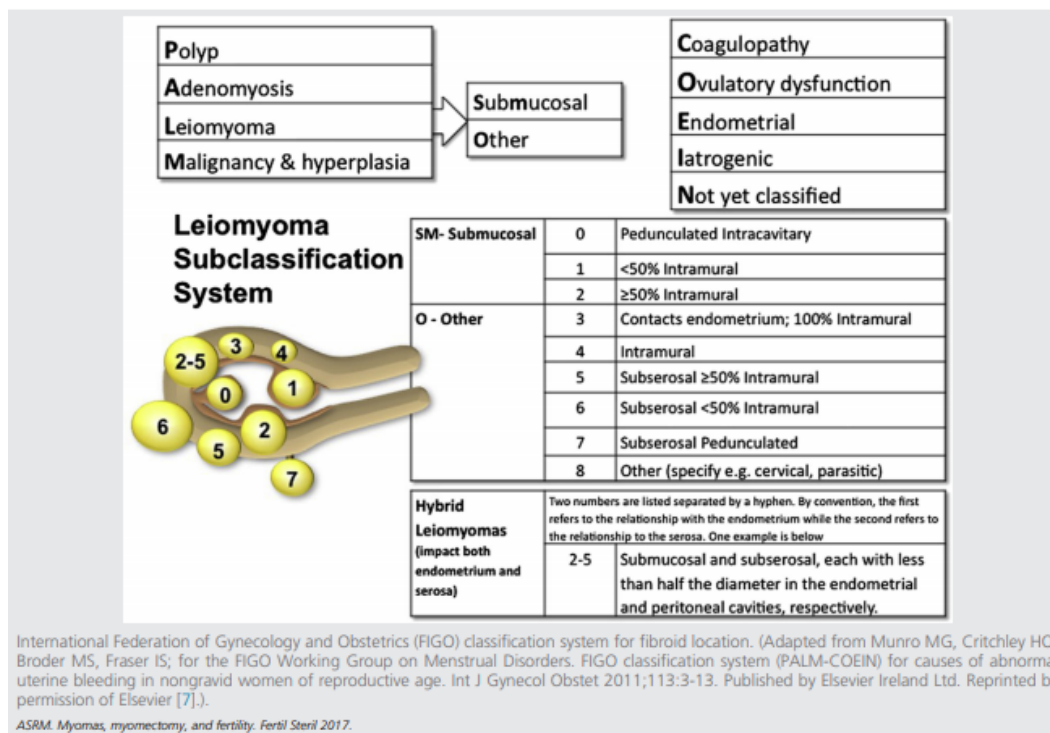 Polyp
Adenomyosis
Leiomyoma
Malignancy & hyperplasia
Submucosal
Other
Coagulopathy
Ovulatory dysfunction
Endometrial
Iatrogenic
Not yet classified
Leiomyoma
Subclassification
System
2-5
3
4
0
1
6
5
2
7
SM- Submucosal
0
Pedunculated Intracavitary
1
<50% Intramural
2
≥50% Intramural
O - Other
3
Contacts endometrium; 100% Intramural
4
Intramural
5
Subserosal ≥50% Intramural
6
Subserosal <50% Intramural
7
Subserosal Pedunculated
8
Other (specify e.g. cervical, parasitic)
Hybrid
Leiomyomas
(impact both
endometrium and
serosa)
Two numbers are listed separated by a hyphen. By convention, the first
refers to the relationship with the endometrium while the second refers to
the relationship to the serosa. One example is below
2-5
Submucosal and subserosal, each with less
than half the diameter in the endometrial
and peritoneal cavities, respectively.
International Federation of Gynecology and Obstetrics (FIGO) classification system for fibroid location. (Adapted from Munro MG, Critchley HO,
Broder MS, Fraser IS; for the FIGO Working Group on Menstrual Disorders. FIGO classification system (PALM-COEIN) for causes of abnorma
uterine bleeding in nongravid women of reproductive age. Int J Gynecol Obstet 2011;113:3-13. Published by Elsevier Ireland Ltd. Reprinted b
permission of Elsevier [7].).
ASRM. Myomas, myomectomy, and fertility. Fertil Steril 2017.